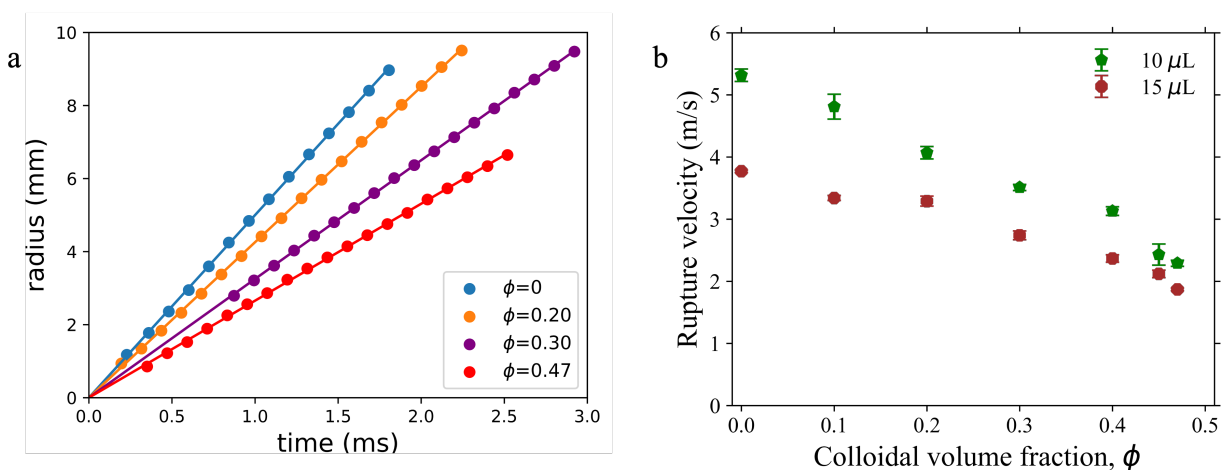 a
10
8
6
4
2
0
0.0 0.5 1.0 1.5 2.0 2.5 3.0
radius (mm)
time (ms)
ϕ=0
ϕ=0.20
ϕ=0.30
ϕ=0.47
b
6
5
4
3
2
1
0
0.0 0.1 0.2 0.3 0.4 0.5
Rupture velocity (m/s)
Colloidal volume fraction, ϕ
10 μL
15 μL